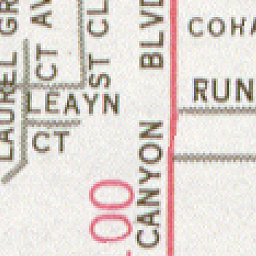 LAUREL GR
CT AV
ST CL
BLVD
COHA
RUN
LEAYN
CT
CANYON
00